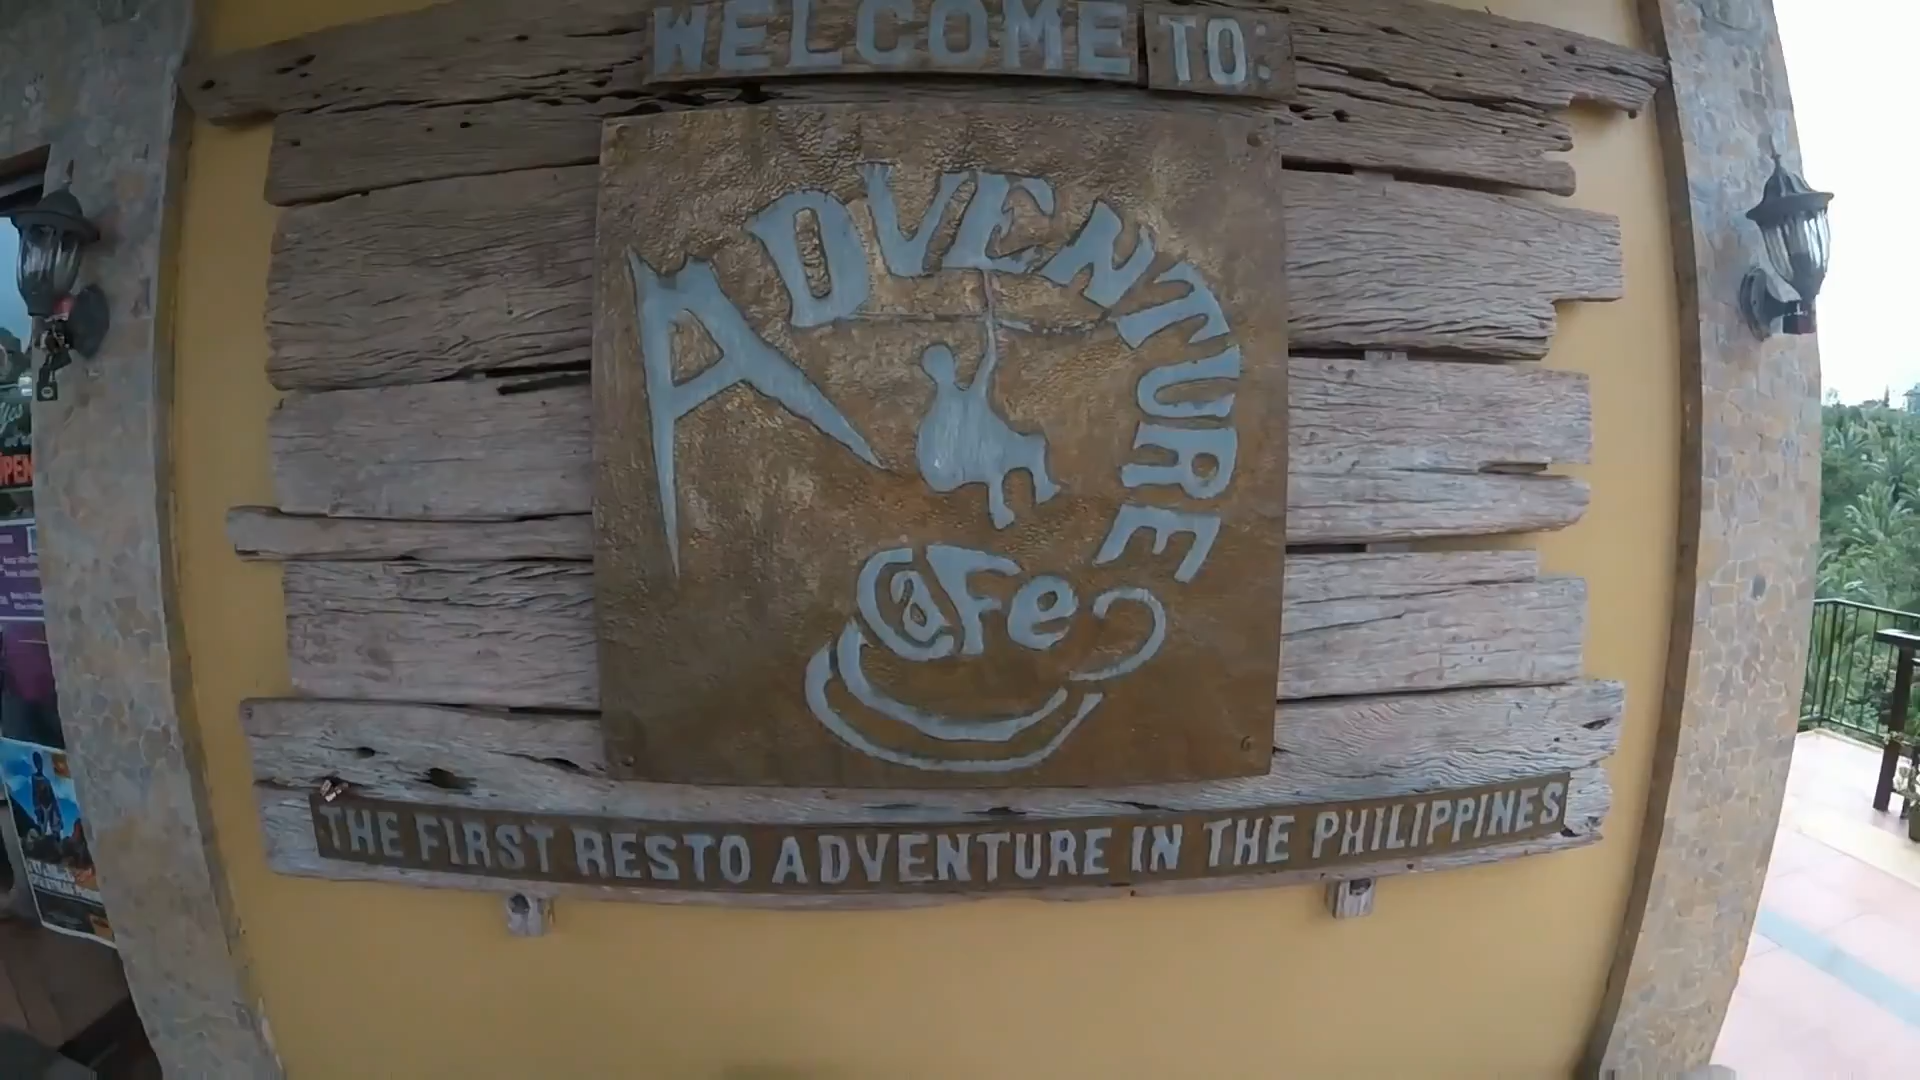 WELCOME TO:
ADVENTURE
Cafe
THE FIRST RESTO ADVENTURE IN THE PHILIPPINES